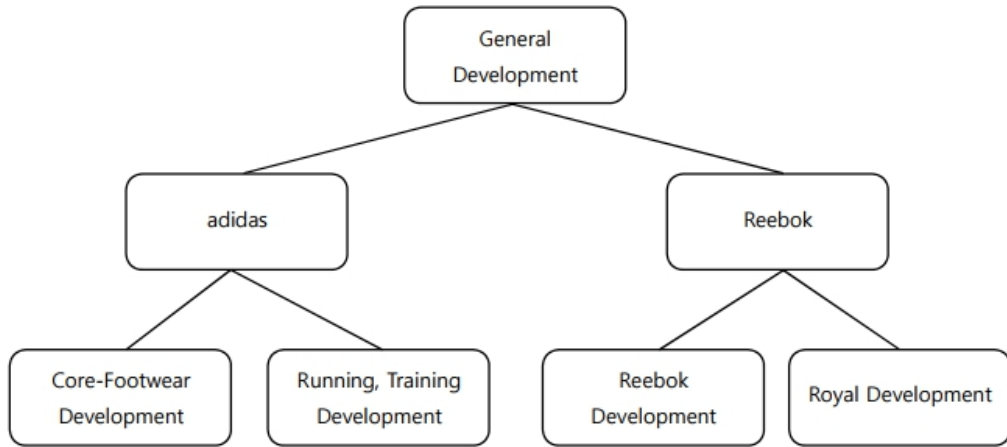 General
Development
adidas
Reebok
Core-Footwear
Development
Running, Training
Development
Reebok
Development
Royal Development